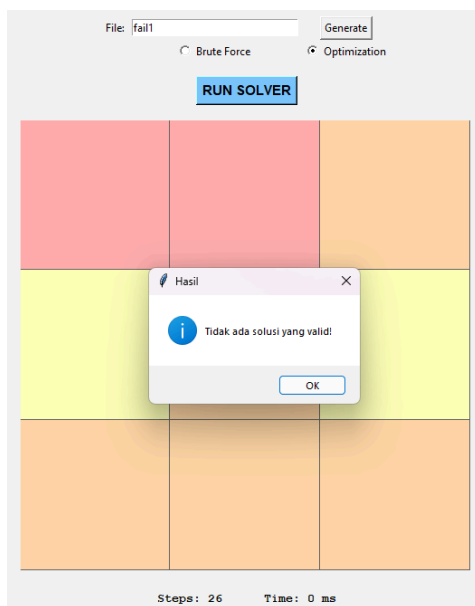 File: fail1 Generate
Brute Force Optimization
RUN SOLVER
Hasil
Tidak ada solusi yang valid!
OK
Steps: 26 Time: 0 ms